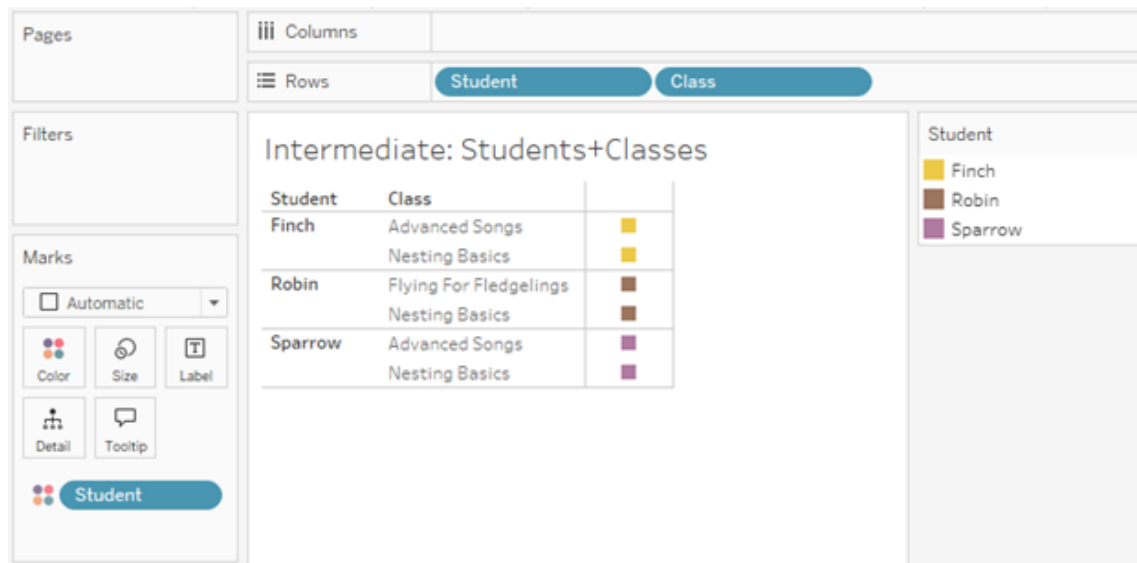 Pages
Columns
Rows Student Class
Filters
Intermediate: Students+Classes
Student Class
Finch Advanced Songs
Nesting Basics
Robin Flying For Fledgelings
Nesting Basics
Sparrow Advanced Songs
Nesting Basics
Marks
Automatic
Color Size Label
Detail Tooltip
Student
Student
Finch
Robin
Sparrow